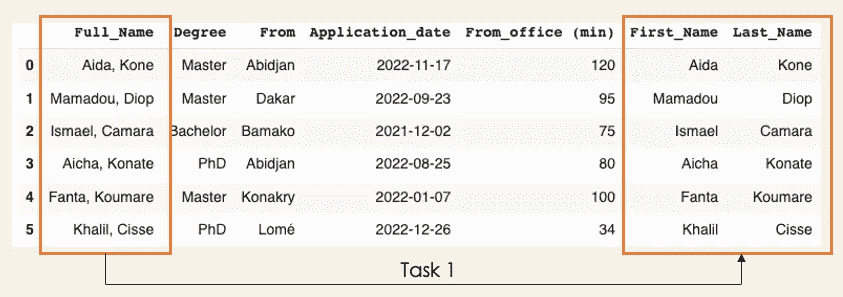 Full_Name Degree From Application_date From_office (min) First_Name Last_Name
0 Aida, Kone Master Abidjan 2022-11-17 120 Aida Kone
1 Mamadou, Diop Master Dakar 2022-09-23 95 Mamadou Diop
2 Ismael, Camara Bachelor Bamako 2021-12-02 75 Ismael Camara
3 Aicha, Konate PhD Abidjan 2022-08-25 80 Aicha Konate
4 Fanta, Koumare Master Konakry 2022-01-07 100 Fanta Koumare
5 Khalil, Cisse PhD Lomé 2022-12-26 34 Khalil Cisse
Task 1